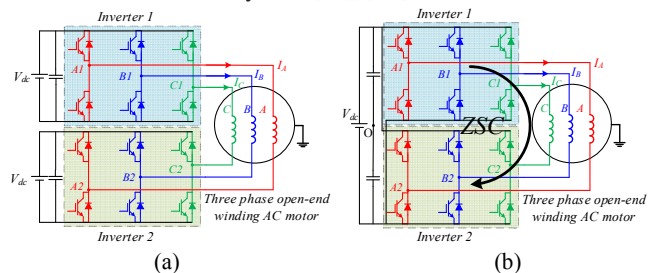 Inverter 1
V_dc
V_dc
A1
B1
C1
I_A
I_B
I_C
C
B
A
C2
B2
A2
Three phase open-end
winding AC motor
Inverter 2
(a)
Inverter 1
V_dc
O
A1
B1
C1
I_A
I_B
I_C
ZSC
C
B
A
C2
B2
A2
Three phase open-end
winding AC motor
Inverter 2
(b)